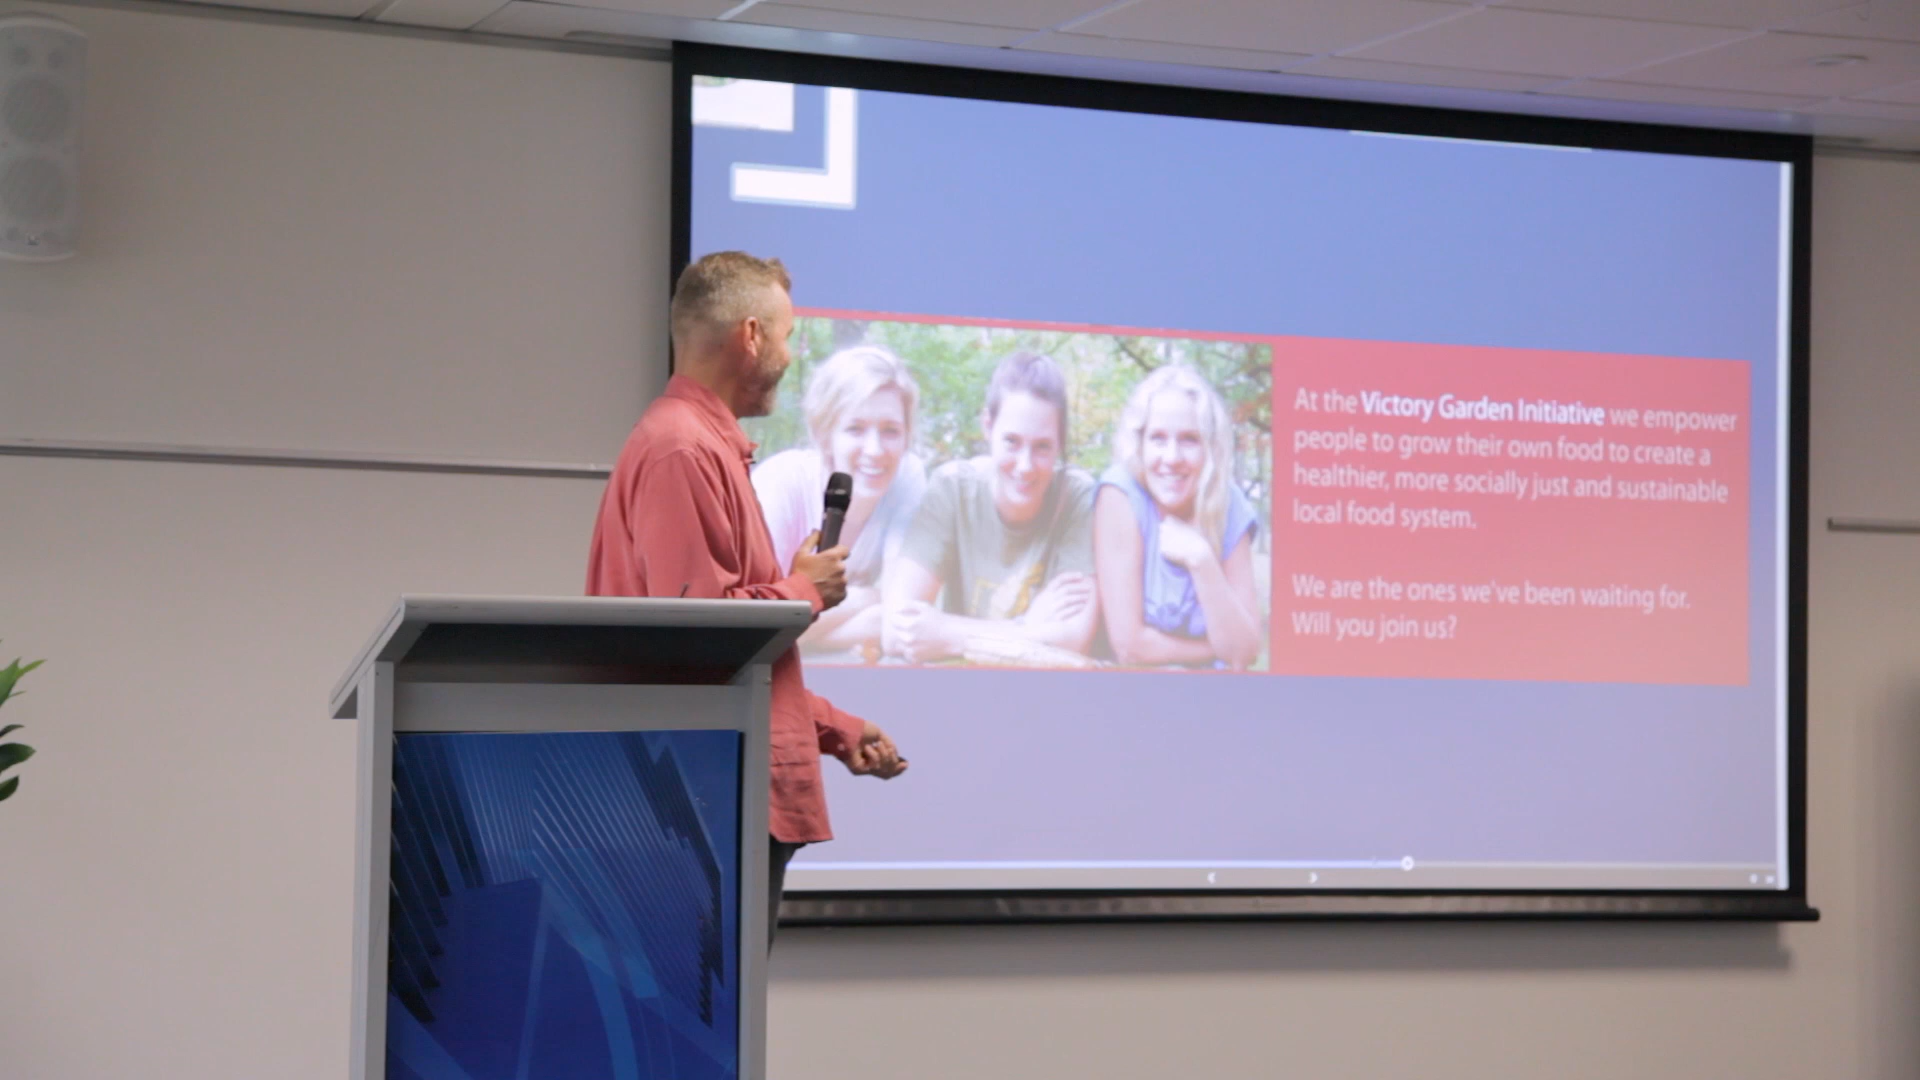 At the Victory Garden Initiative we empower
people to grow their own food to create a
healthier, more socially just and sustainable
local food system.
We are the ones we've been waiting for.
Will you join us?